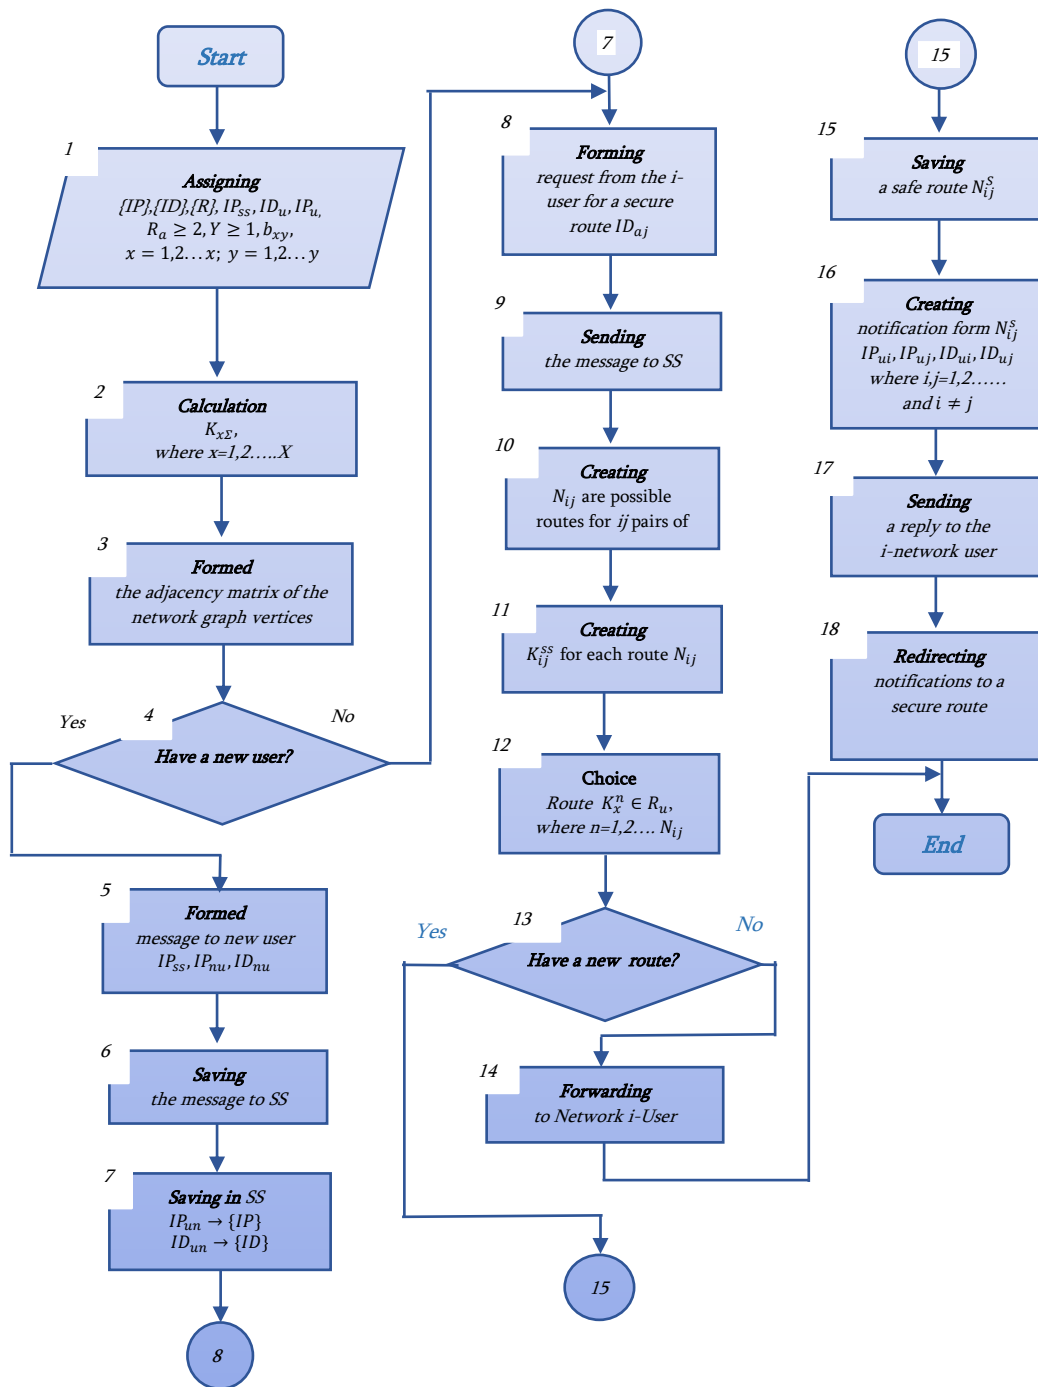 Start
1
Assigning
{IP},{ID},{R}, IP_ss, ID_u, IP_u,
R_a ≥ 2, Y ≥ 1, b_xy,
x = 1,2…x; y = 1,2…y
2
Calculation
K_xΣ,
where x=1,2…..X
3
Formed
the adjacency matrix of the
network graph vertices
Yes
4
No
Have a new user?
5
Formed
message to new user
IP_ss, IP_nu, ID_nu
6
Saving
the message to SS
7
Saving in SS
IP_un → {IP}
ID_un → {ID}
8
7
8
Forming
request from the i-
user for a secure
route ID_aj
9
Sending
the message to SS
10
Creating
N_ij are possible
routes for ij pairs of
11
Creating
K_ij^ss for each route N_ij
12
Choice
Route K_x^n ∈ R_u,
where n=1,2…. N_ij
Yes
13
No
Have a new route?
14
Forwarding
to Network i-User
15
15
15
Saving
a safe route N_ij^S
16
Creating
notification form N_ij^s
IP_ui, IP_uj, ID_ui, ID_uj
where i,j=1,2……
and i ≠ j
17
Sending
a reply to the
i-network user
18
Redirecting
notifications to a
secure route
End